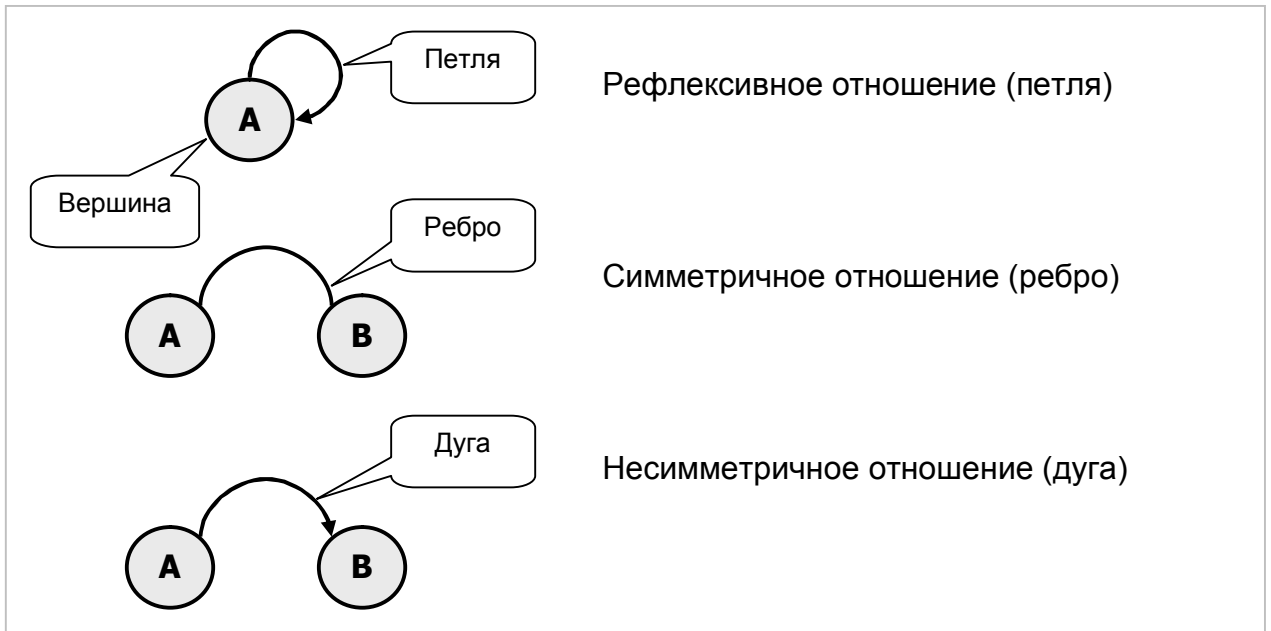 Петля
Рефлексивное отношение (петля)
A
Вершина
Ребро
Симметричное отношение (ребро)
A
B
Дуга
Несимметричное отношение (дуга)
A
B